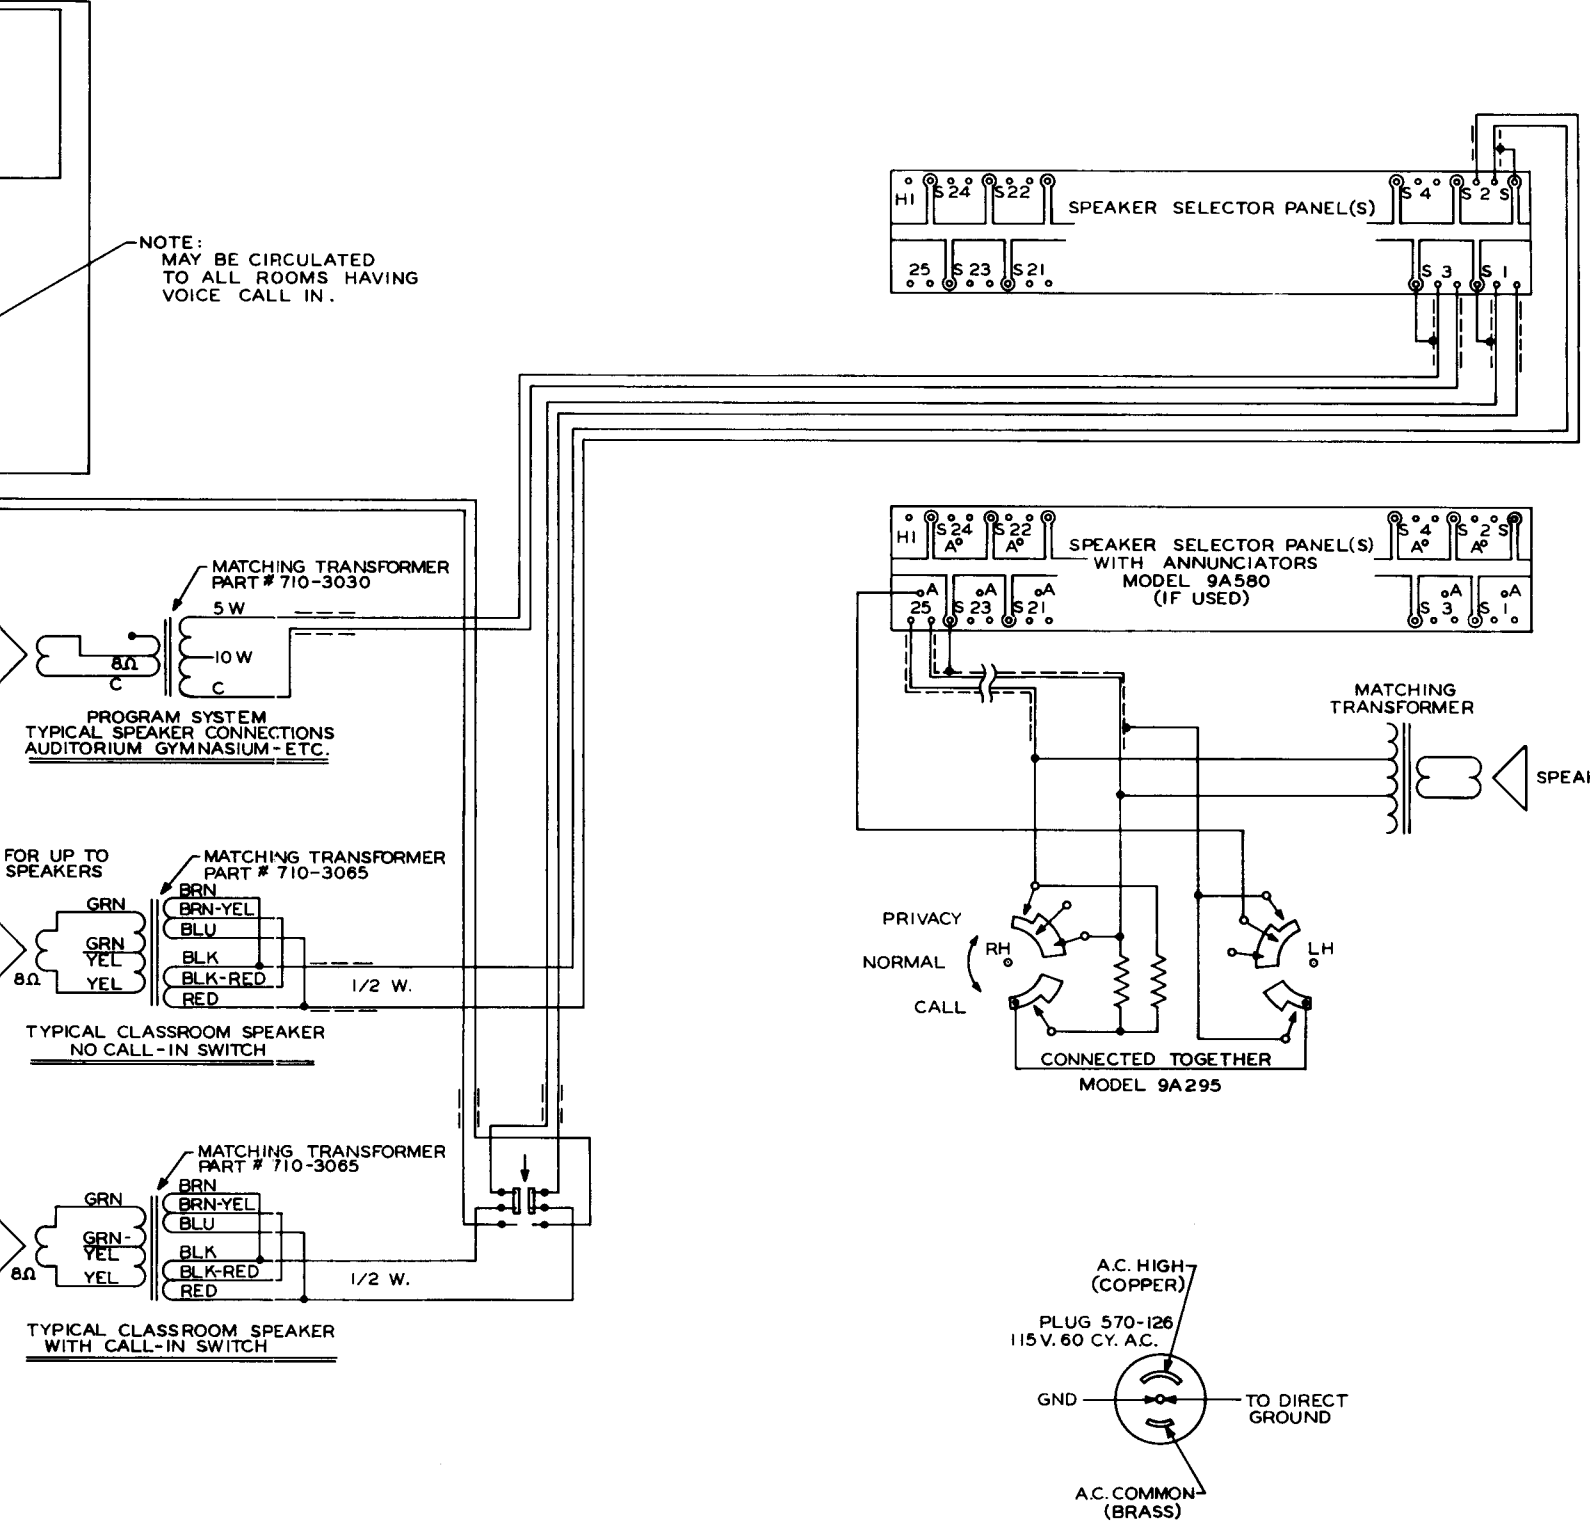 NOTE:
MAY BE CIRCULATED
TO ALL ROOMS HAVING
VOICE CALL IN.
HI S 24 S22 SPEAKER SELECTOR PANEL(S) S 4 S 2 S
25 S 23 S 21 S 3 S 1
MATCHING TRANSFORMER
PART # 710-3030
5 W
10 W
8Ω
C
C
PROGRAM SYSTEM
TYPICAL SPEAKER CONNECTIONS
AUDITORIUM GYMNASIUM-ETC.
HI S 24 S 22 SPEAKER SELECTOR PANEL(S) S 4 S 2 S
A A WITH ANNUNCIATORS A A
MODEL 9A580
(IF USED)
A A A A A
25 S 23 S 21 S 3 S 1
MATCHING
TRANSFORMER
SPEA
FOR UP TO
SPEAKERS
MATCHING TRANSFORMER
PART # 710-3065
BRN
GRN
BRN-YEL
BLU
GRN
YEL
BLK
8Ω
YEL
BLK-RED
1/2 W.
RED
TYPICAL CLASSROOM SPEAKER
NO CALL-IN SWITCH
PRIVACY
NORMAL
CALL
RH
LH
CONNECTED TOGETHER
MODEL 9A295
MATCHING TRANSFORMER
PART # 710-3065
BRN
GRN
BRN-YEL
BLU
GRN-
YEL
BLK
8Ω
YEL
BLK-RED
1/2 W.
RED
TYPICAL CLASSROOM SPEAKER
WITH CALL-IN SWITCH
A.C. HIGH
(COPPER)
PLUG 570-126
115V. 60 CY. A.C.
GND
TO DIRECT
GROUND
A.C. COMMON
(BRASS)